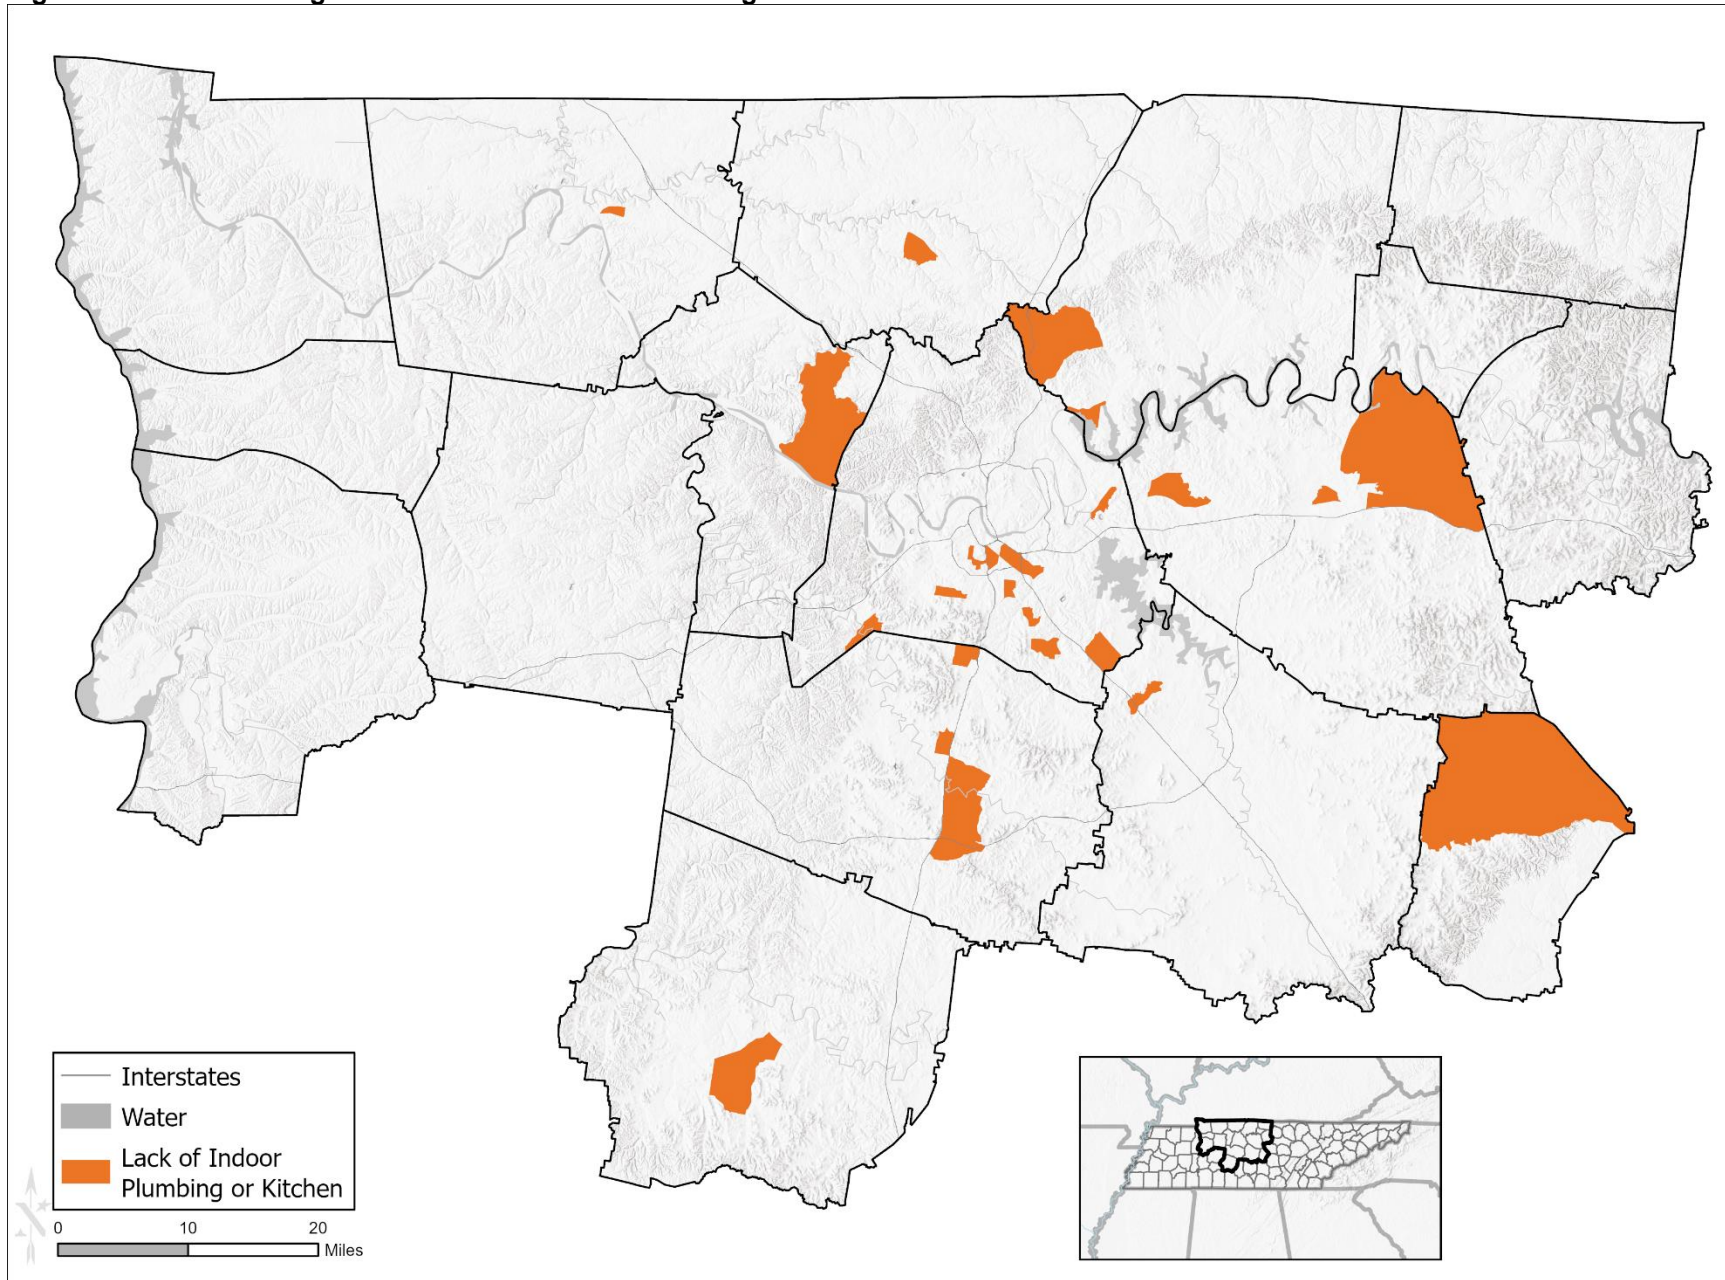 Interstates
Water
Lack of Indoor
Plumbing or Kitchen
0 10 20
Miles